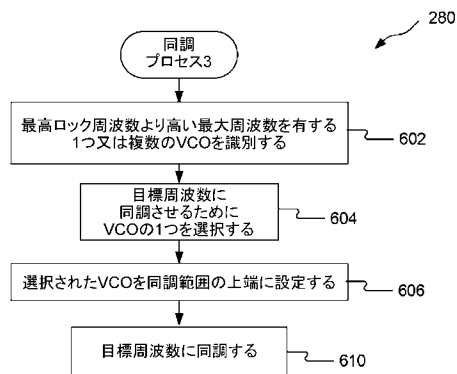 280
同調
プロセス3
最高ロック周波数より高い最大周波数を有する
1つ又は複数のVCOを識別する
602
目標周波数に
同調させるために
VCOの1つを選択する
604
選択されたVCOを同調範囲の上端に設定する
606
目標周波数に同調する
610